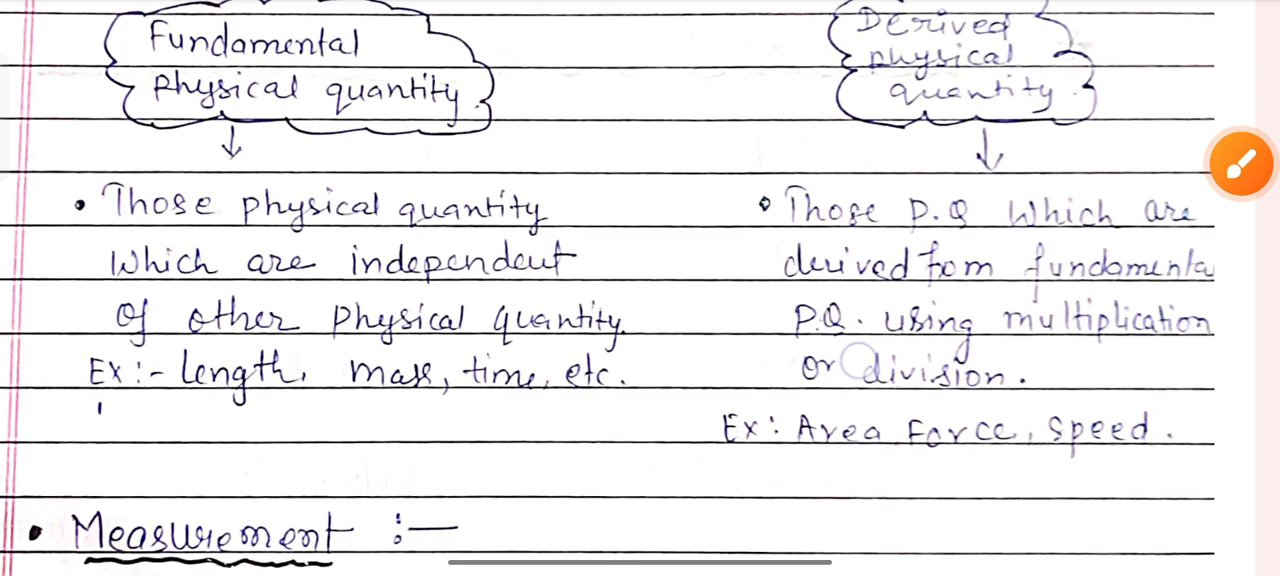 Fundamental
Physical quantity.
Derived
physical
quantity.
• Those physical quantity
Which are independent
of other physical quantity.
Ex :- length, mass, time, etc.
• Those P.Q Which are
derived from fundamenta
P.Q. using multiplication
or division.
Ex : Area Force, speed.
• Measurement :—